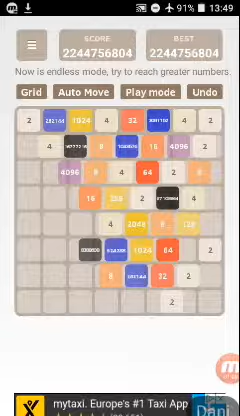 91% 13:49
SCORE BEST
2244756804 2244756804
Now is endless mode, try to reach greater numbers.
Grid Auto Move Play mode Undo
2 262144 1024 4 32 4 2
4 8 16 4096 2
4096 8 4 64 2 8
16 256 2 4
4 2048 8 128
524288 1024 64 2
8 262144 32 2
2
mytaxi. Europe's #1 Taxi App